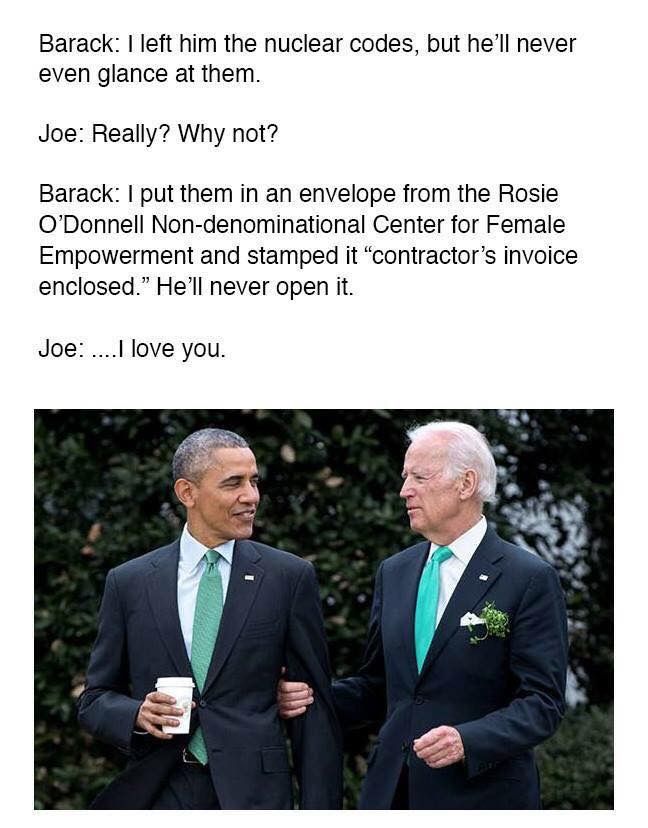 Barack: I left him the nuclear codes, but he’ll never
even glance at them.
Joe: Really? Why not?
Barack: I put them in an envelope from the Rosie
O’Donnell Non-denominational Center for Female
Empowerment and stamped it “contractor’s invoice
enclosed.” He’ll never open it.
Joe: ....I love you.